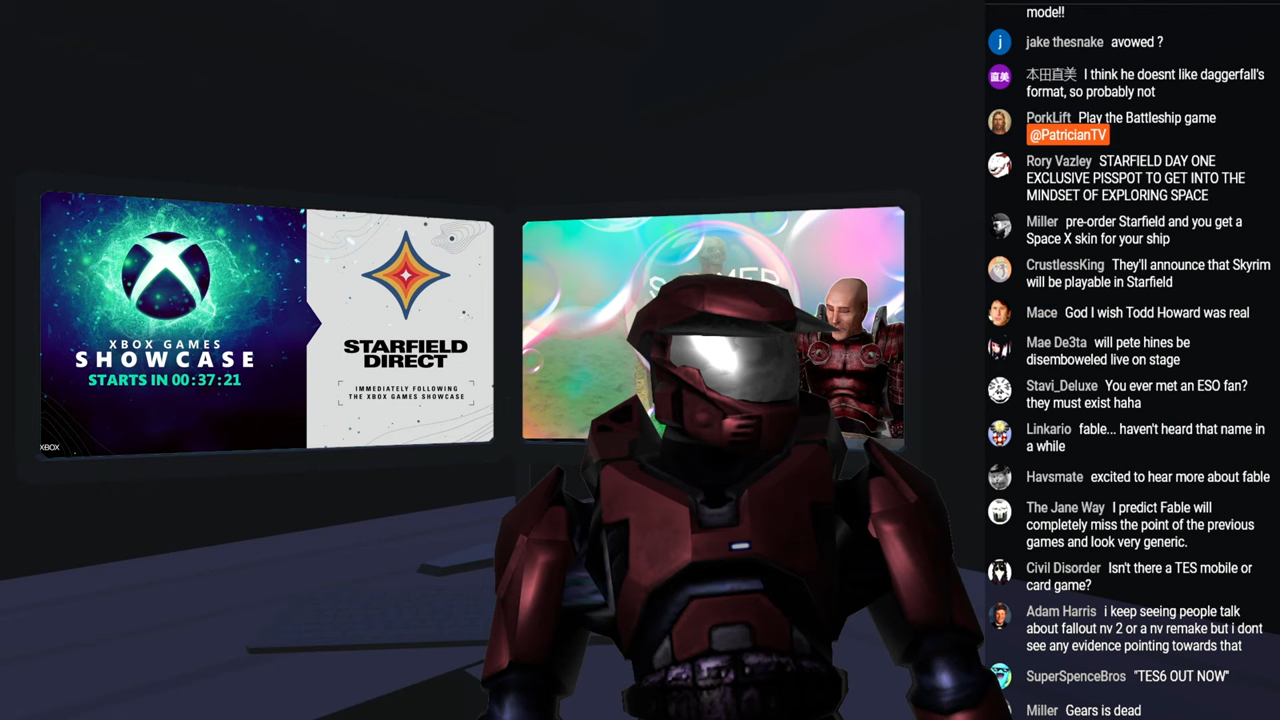 XBOX GAMES
SHOWCASE
STARTS IN 00:37:21
XBOX
STARFIELD
DIRECT
IMMEDIATELY FOLLOWING
THE XBOX GAMES SHOWCASE
mode!!
jake thesnake avowed ?
直美
本田直美 I think he doesnt like daggerfall's
format, so probably not
PorkLift Play the Battleship game
@PatricianTV
Rory Vazley STARFIELD DAY ONE
EXCLUSIVE PISSPOT TO GET INTO THE
MINDSET OF EXPLORING SPACE
Miller pre-order Starfield and you get a
Space X skin for your ship
CrustlessKing They'll announce that Skyrim
will be playable in Starfield
Mace God I wish Todd Howard was real
Mae De3ta will pete hines be
disemboweled live on stage
Stavi_Deluxe You ever met an ESO fan?
they must exist haha
Linkario fable... haven't heard that name in
a while
Havsmate excited to hear more about fable
The Jane Way I predict Fable will
completely miss the point of the previous
games and look very generic.
Civil Disorder Isn't there a TES mobile or
card game?
Adam Harris i keep seeing people talk
about fallout nv 2 or a nv remake but i dont
see any evidence pointing towards that
SuperSpenceBros "TES6 OUT NOW"
Miller Gears is dead